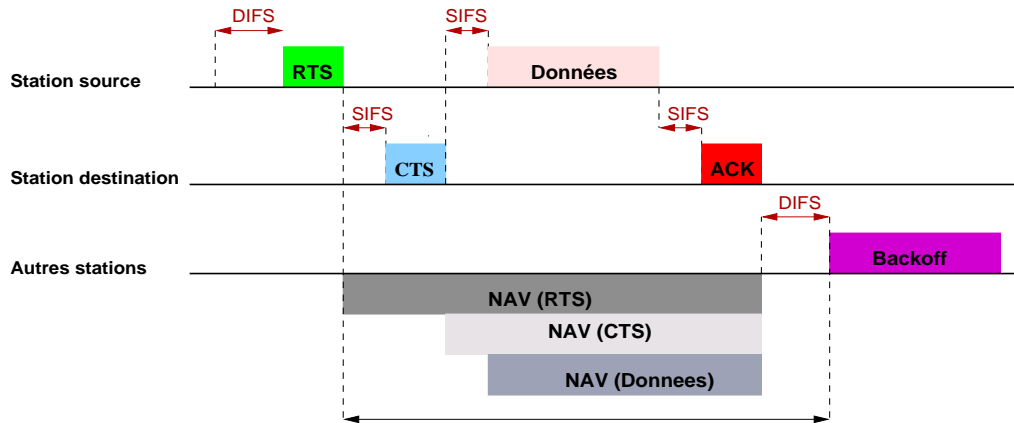 DIFS
SIFS
Station source
RTS
Données
SIFS
SIFS
Station destination
CTS
ACK
DIFS
Autres stations
Backoff
NAV (RTS)
NAV (CTS)
NAV (Donnees)